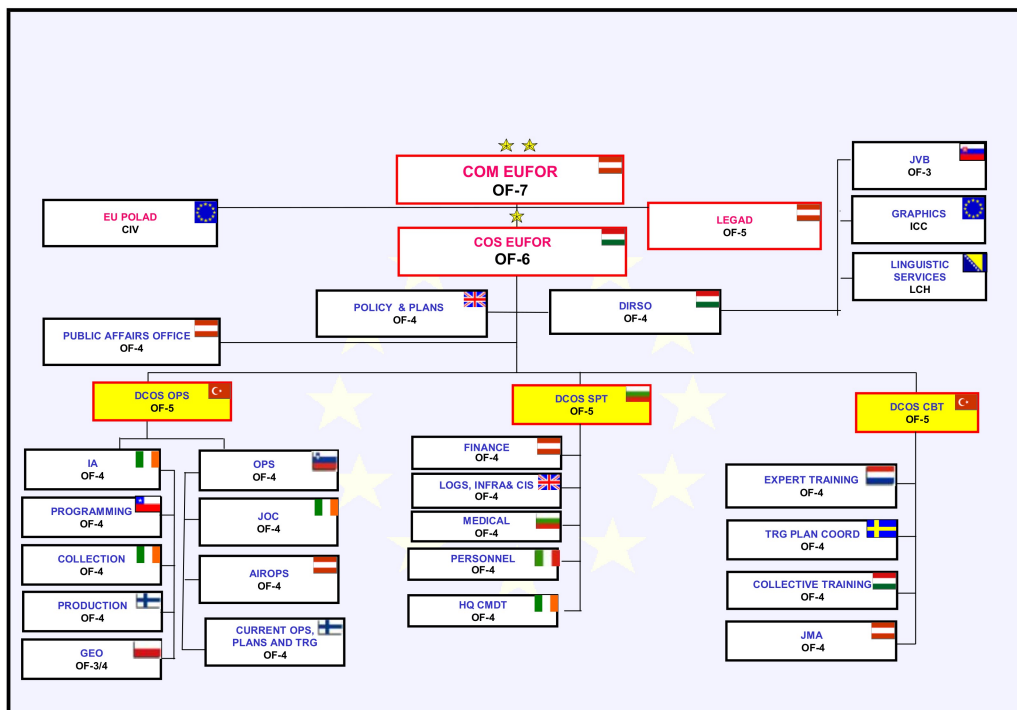 COM EUFOR
OF-7
EU POLAD
CIV
LEGAD
OF-5
JVB
OF-3
GRAPHICS
ICC
LINGUISTIC
SERVICES
LCH
COS EUFOR
OF-6
POLICY & PLANS
OF-4
DIRSO
OF-4
PUBLIC AFFAIRS OFFICE
OF-4
DCOS OPS
OF-5
DCOS SPT
OF-5
DCOS CBT
OF-5
IA
OF-4
PROGRAMMING
OF-4
COLLECTION
OF-4
PRODUCTION
OF-4
GEO
OF-3/4
OPS
OF-4
JOC
OF-4
AIROPS
OF-4
CURRENT OPS,
PLANS AND TRG
OF-4
FINANCE
OF-4
LOGS, INFRA& CIS
OF-4
MEDICAL
OF-4
PERSONNEL
OF-4
HQ CMDT
OF-4
EXPERT TRAINING
OF-4
TRG PLAN COORD
OF-4
COLLECTIVE TRAINING
OF-4
JMA
OF-4